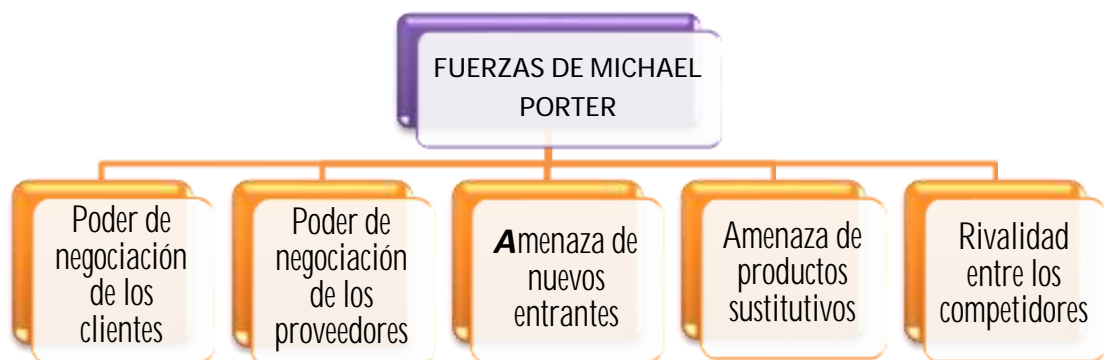 FUERZAS DE MICHAEL
PORTER
Poder de
negociación
de los
clientes
Poder de
negociación
de los
proveedores
Amenaza de
nuevos
entrantes
Amenaza de
productos
sustitutivos
Rivalidad
entre los
competidores